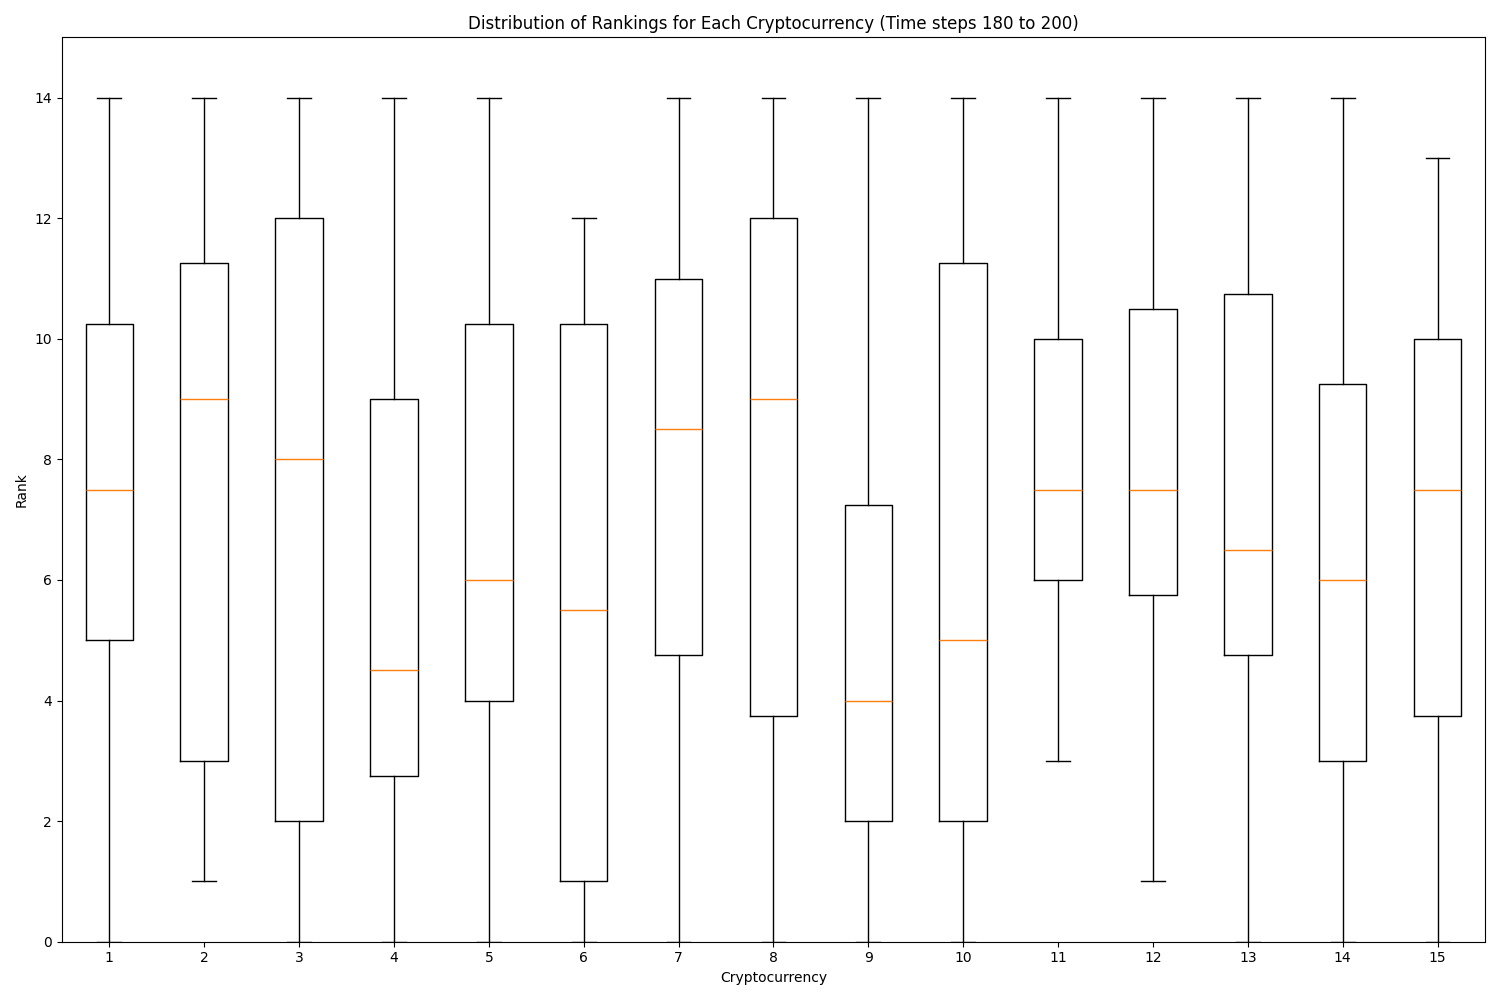 Distribution of Rankings for Each Cryptocurrency (Time steps 180 to 200)
Rank
14
12
10
8
6
4
2
0
1 2 3 4 5 6 7 8 9 10 11 12 13 14 15
Cryptocurrency